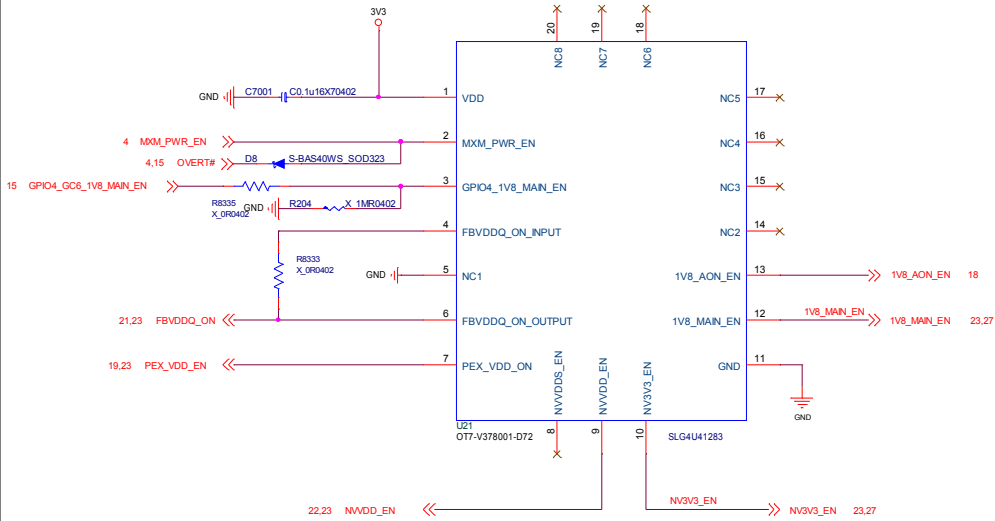 3V3
20
19
18
NC8
NC7
NC6
GND
C7001
C0.1u16X70402
1
VDD
NC5
17
4 MXM_PWR_EN
2
MXM_PWR_EN
NC4
16
4,15 OVERT#
D8
S-BAS40WS_SOD323
15 GPIO4_GC6_1V8_MAIN_EN
3
GPIO4_1V8_MAIN_EN
NC3
15
R8335
X_0R0402
GND
R204
X_1MR0402
4
FBVDDQ_ON_INPUT
NC2
14
R8333
X_0R0402
GND
5
NC1
1V8_AON_EN
13
1V8_AON_EN 18
21,23 FBVDDQ_ON
6
FBVDDQ_ON_OUTPUT
1V8_MAIN_EN
12
1V8_MAIN_EN
1V8_MAIN_EN 23,27
19,23 PEX_VDD_EN
7
PEX_VDD_ON
GND
11
GND
NVVDDS_EN
NVVDD_EN
NV3V3_EN
U21
OT7-V378001-D72
8
9
10
SLG4U41283
22,23 NVVDD_EN
NV3V3_EN
NV3V3_EN 23,27